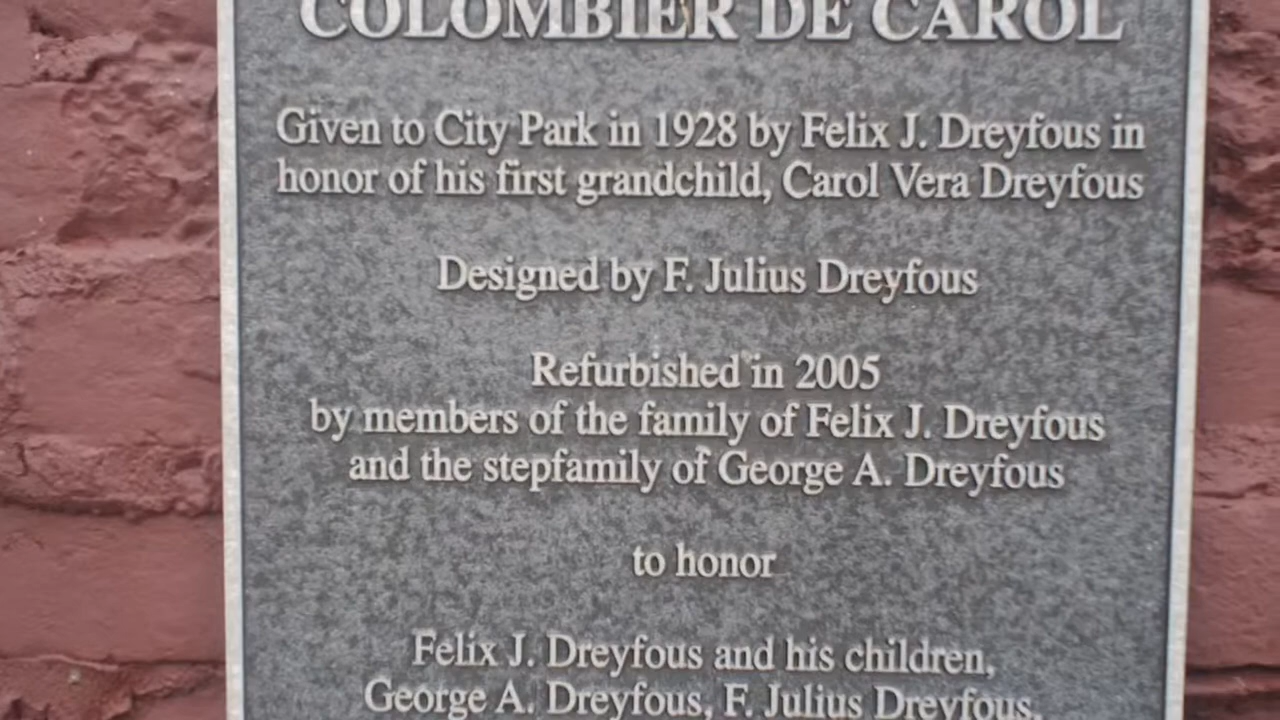 COLOMBIER DE CAROL
Given to City Park in 1928 by Felix J. Dreyfous in
honor of his first grandchild, Carol Vera Dreyfous
Designed by F. Julius Dreyfous
Refurbished in 2005
by members of the family of Felix J. Dreyfous
and the stepfamily of George A. Dreyfous
to honor
Felix J. Dreyfous and his children,
George A. Dreyfous, F. Julius Dreyfous,